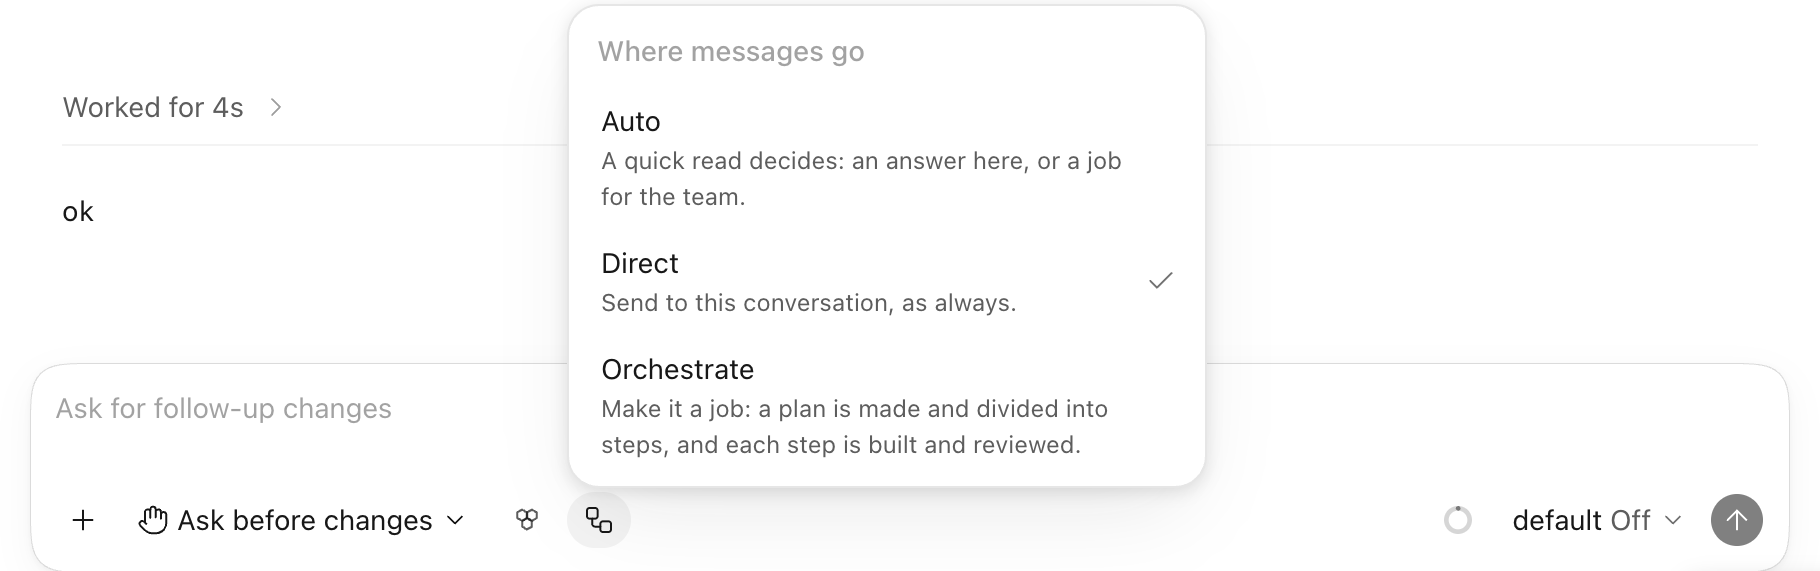 Where messages go
Worked for 4s
Auto
A quick read decides: an answer here, or a job
for the team.
ok
Direct
Send to this conversation, as always.
Orchestrate
Make it a job: a plan is made and divided into
steps, and each step is built and reviewed.
Ask for follow-up changes
Ask before changes
default Off